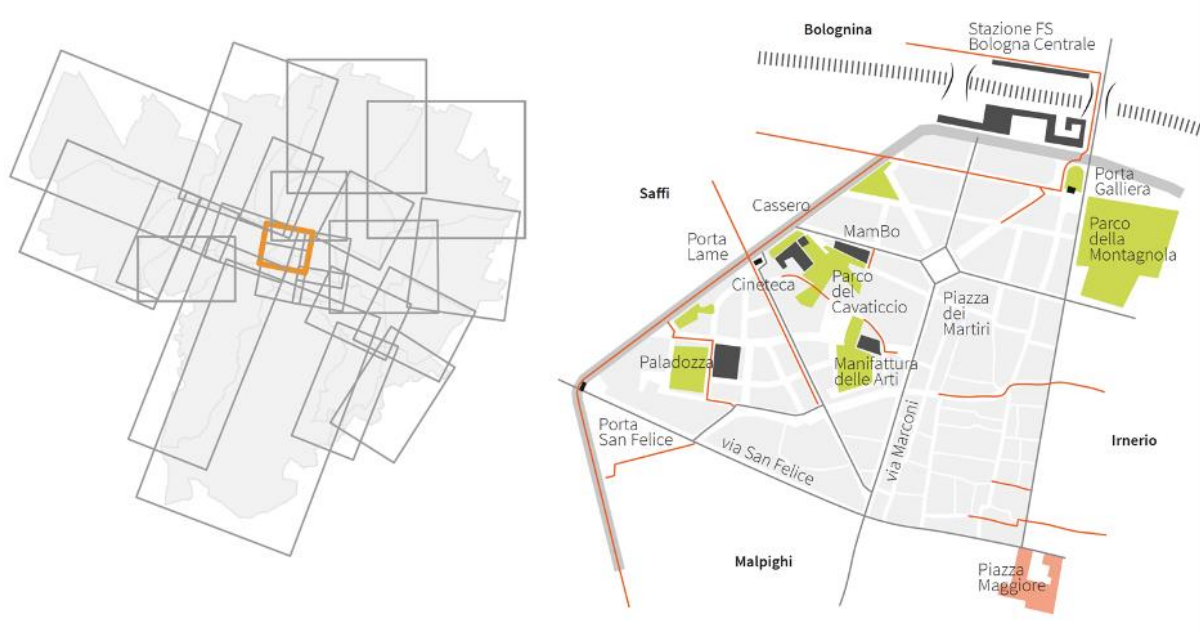 Bolognina
Stazione FS
Bologna Centrale
Saffi
Cassero
Porta
Galliera
Parco
della
Montagnola
Porta
Lame
MamBo
Cineteca
Parco
del
Cavaticcio
Piazza
dei
Martiri
Paladozza
Manifattura
delle Arti
Porta
San Felice
via San Felice
via Marconi
Irnerio
Malpighi
Piazza
Maggiore